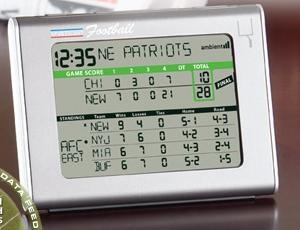 Football
12:35 NE PATRIOTS ambient
GAME SCORE 1 2 3 4 OT TOTAL
CHI 0 3 0 7 10 FINAL
NEW 7 0 0 21 28
STANDINGS Team Wins Losses Ties Home Road
AFC EAST
NEW 9 4 0 5-1 4-3
NYJ 7 6 0 4-2 3-4
MIA 6 7 0 4-3 2-4
BUF 6 7 0 5-2 1-5
DATA FEED